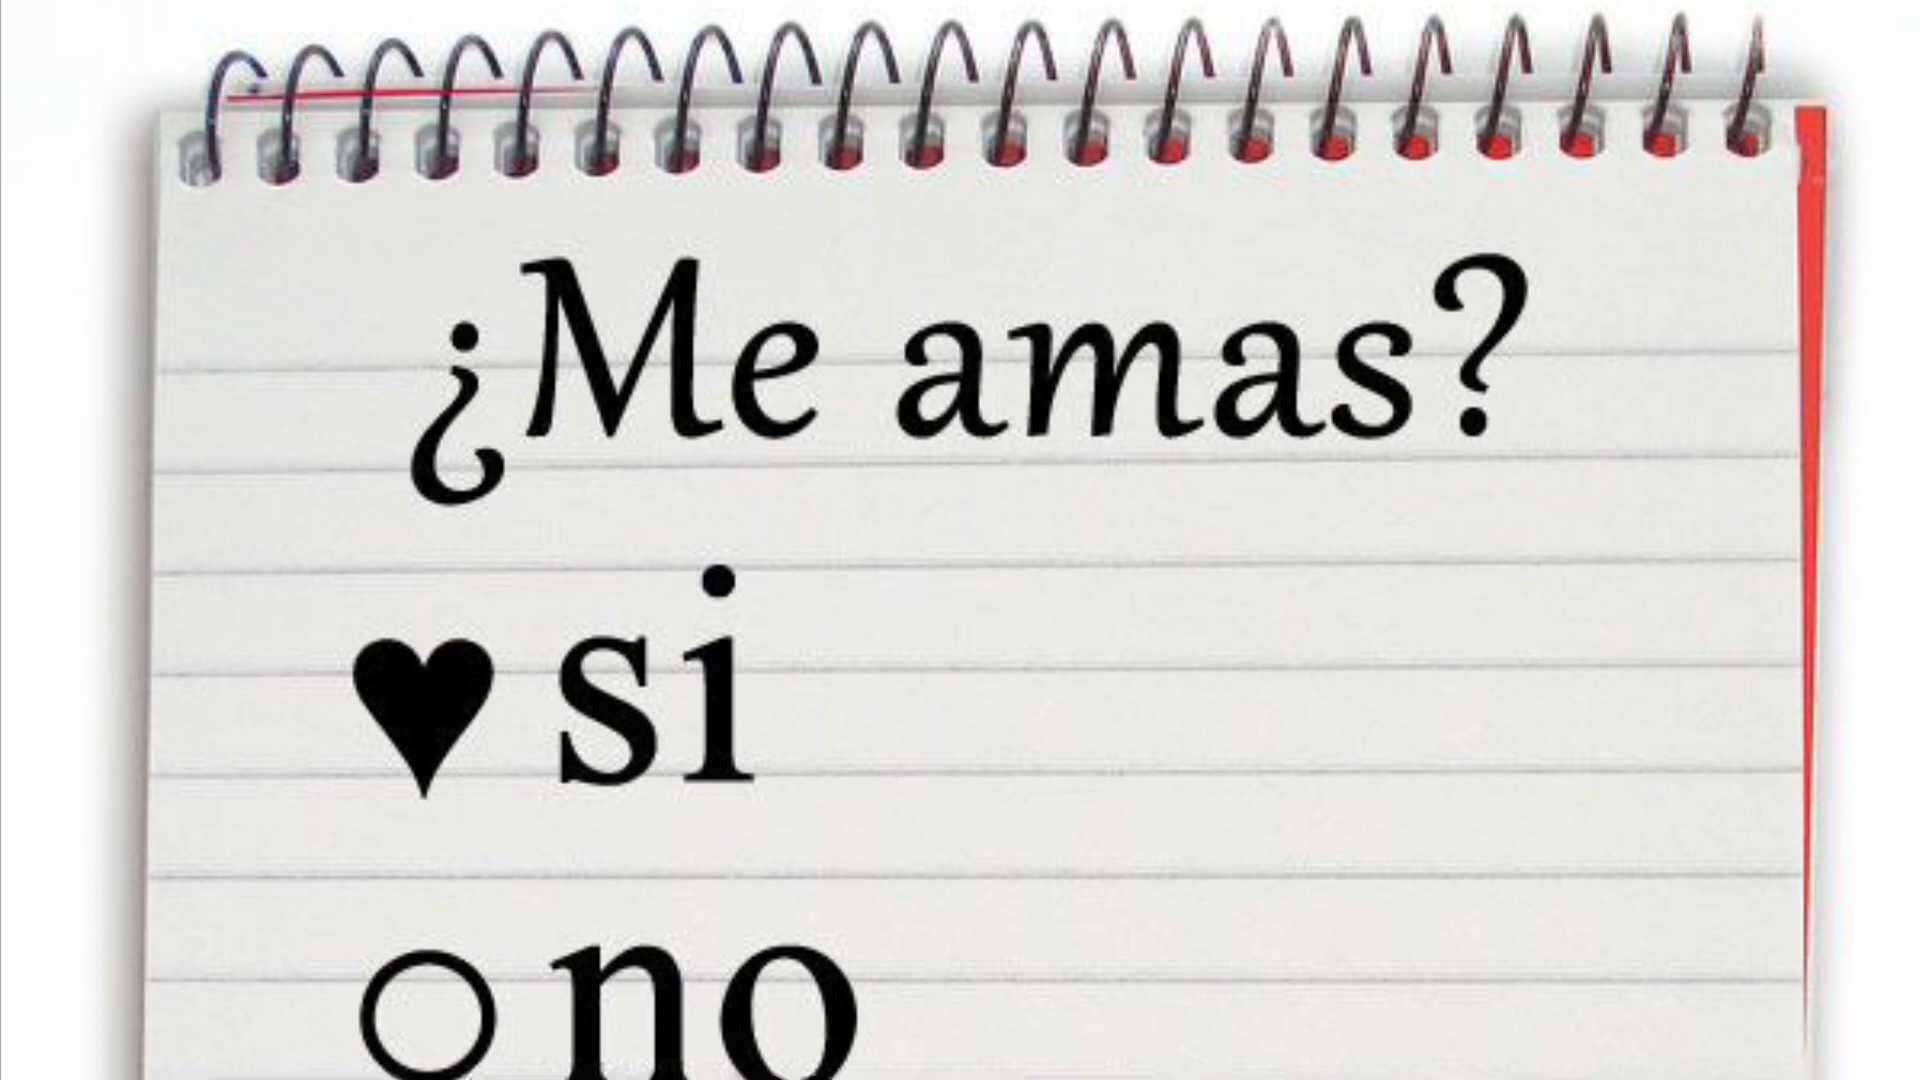 ¿Me amas?
♥ si
○ no